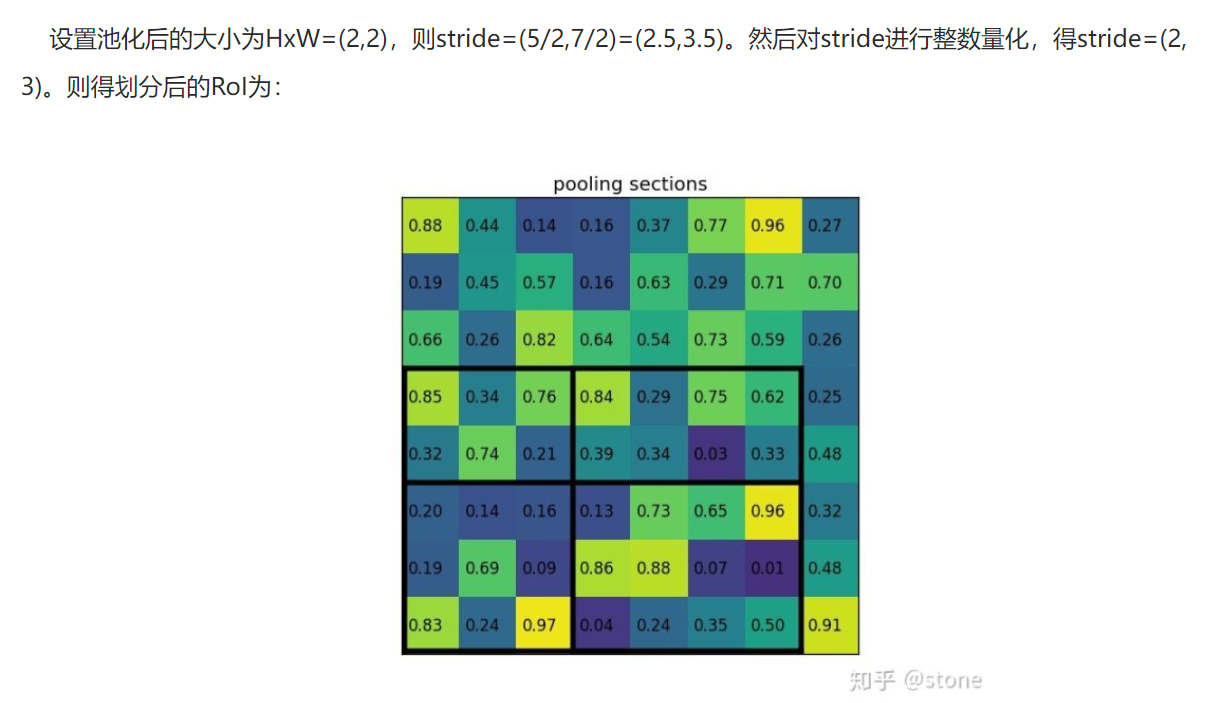 设置池化后的大小为HxW=(2,2)，则stride=(5/2,7/2)=(2.5,3.5)。然后对stride进行整数量化，得stride=(2,
3)。则得划分后的RoI为：
pooling sections
0.88 0.44 0.14 0.16 0.37 0.77 0.96 0.27
0.19 0.45 0.57 0.16 0.63 0.29 0.71 0.70
0.66 0.26 0.82 0.64 0.54 0.73 0.59 0.26
0.85 0.34 0.76 0.84 0.29 0.75 0.62 0.25
0.32 0.74 0.21 0.39 0.34 0.03 0.33 0.48
0.20 0.14 0.16 0.13 0.73 0.65 0.96 0.32
0.19 0.69 0.09 0.86 0.88 0.07 0.01 0.48
0.83 0.24 0.97 0.04 0.24 0.35 0.50 0.91
知乎 @stone